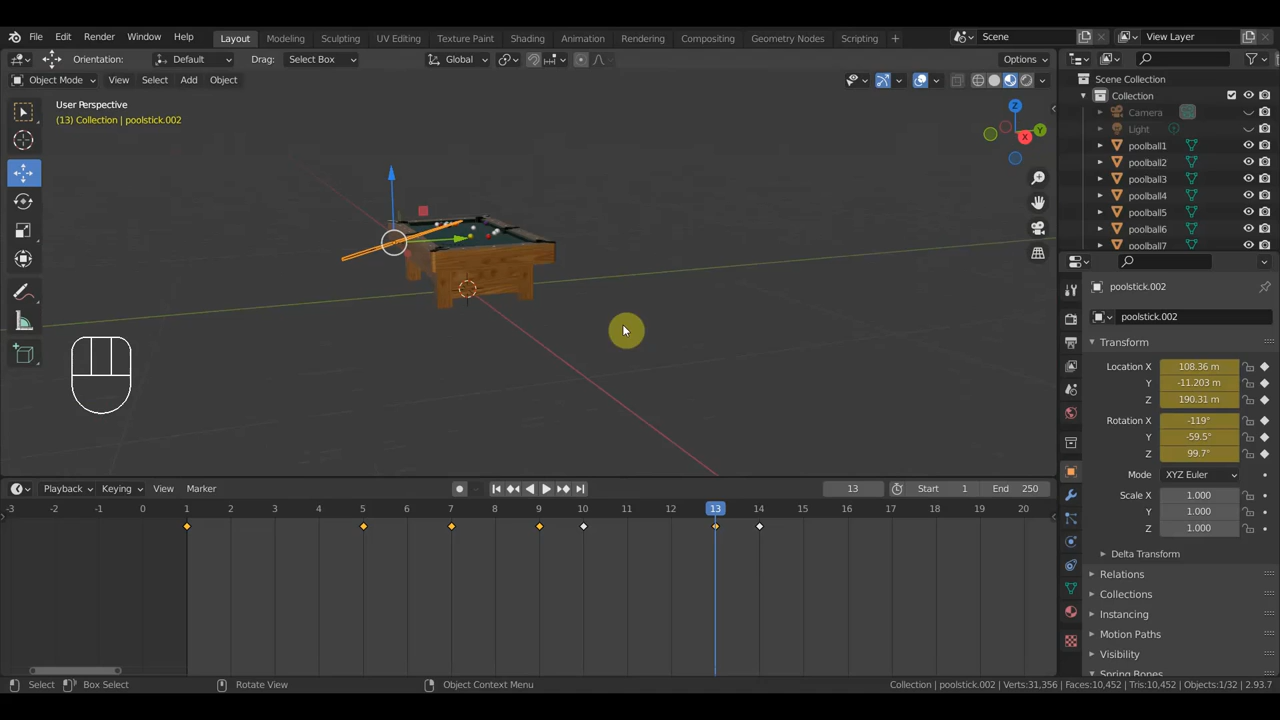 File Edit Render Window Help Layout Modeling Sculpting UV Editing Texture Paint Shading Animation Rendering Compositing Geometry Nodes Scripting + Scene View Layer
Orientation: Default Drag: Select Box Global Options
Object Mode View Select Add Object
User Perspective
(13) Collection | poolstick.002
Z
Y
X
Scene Collection
Collection
Camera
Light
poolball1
poolball2
poolball3
poolball4
poolball5
poolball6
poolball7
poolstick.002
poolstick.002
Transform
Location X 108.36 m
Y -11.203 m
Z 190.31 m
Rotation X -119°
Y -59.5°
Z 99.7°
Mode XYZ Euler
Scale X 1.000
Y 1.000
Z 1.000
Delta Transform
Relations
Collections
Instancing
Motion Paths
Visibility
Spring Bones
Playback Keying View Marker 13 Start 1 End 250
-3 -2 -1 0 1 2 3 4 5 6 7 8 9 10 11 12 13 14 15 16 17 18 19 20
Select Box Select Rotate View Object Context Menu Collection | poolstick.002 | Verts:31,356 | Faces:10,452 | Tris:10,452 | Objects:1/32 | 2.93.7